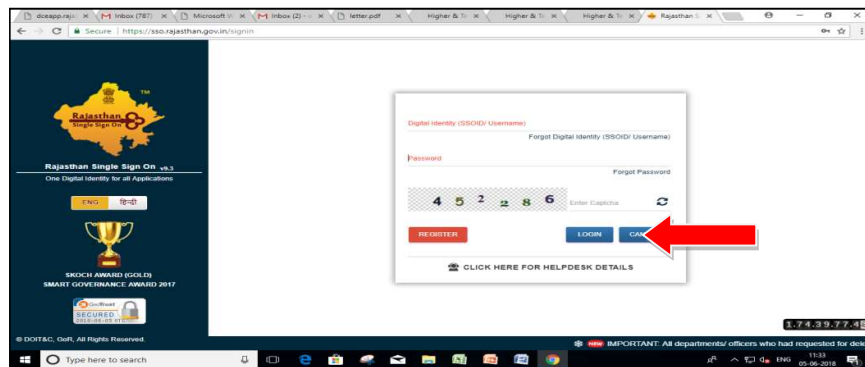 dceapp.raja
Inbox (787)
Microsoft W
Inbox (2) -
letter.pdf
Higher & Te
Higher & Te
Higher & Te
Rajasthan S
Secure | https://sso.rajasthan.gov.in/signin
TM
Rajasthan
Single Sign On
Rajasthan Single Sign On v9.3
One Digital Identity for all Applications
ENG हिन्दी
SKOCH AWARD (GOLD)
SMART GOVERNANCE AWARD 2017
GeoTrust
SECURED
© DOIT&C, GoR, All Rights Reserved.
Digital Identity (SSOID/ Username)
Forgot Digital Identity (SSOID/ Username)
Password
Forgot Password
4 5 2 2 8 6 Enter Captcha
REGISTER LOGIN CAN
CLICK HERE FOR HELPDESK DETAILS
1.74.39.77.4
NEW IMPORTANT: All departments/ officers who had requested for dele
Type here to search
ENG
11:33
05-06-2018